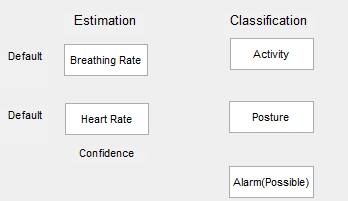 Estimation Classification
Default Breathing Rate Activity
Default Heart Rate Posture
Confidence
Alarm(Possible)